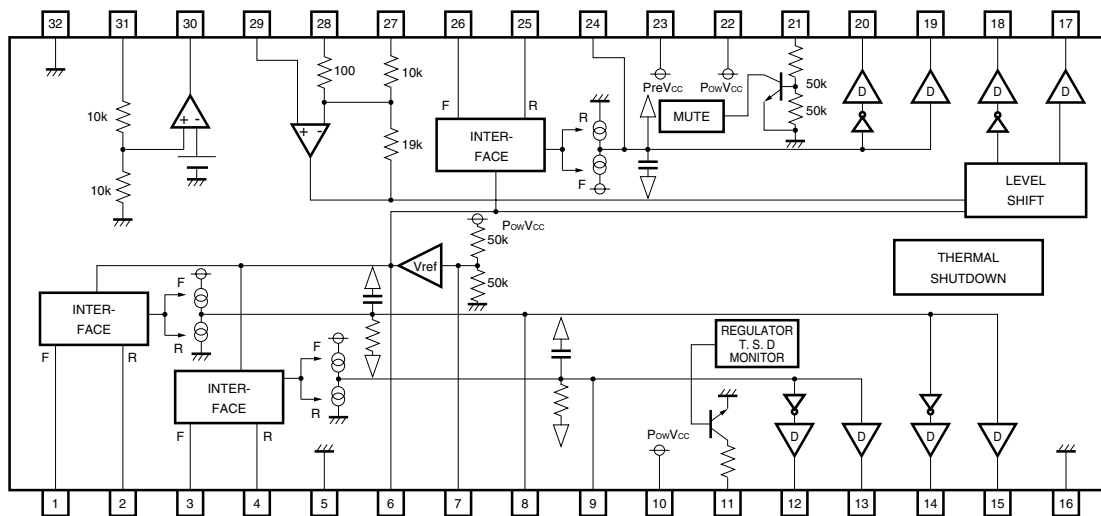 32 31 30 29 28 27 26 25 24 23 22 21 20 19 18 17
100
10k
50k
PreVCC
PowVCC
10k
F
R
R
MUTE
50k
D
D
D
D
+ -
+ -
INTER-
FACE
19k
LEVEL
SHIFT
10k
F
PowVCC
50k
Vref
THERMAL
SHUTDOWN
F
50k
INTER-
FACE
REGULATOR
T. S. D
MONITOR
R
F
F
R
INTER-
FACE
R
F
R
PowVCC
D
D
D
D
1 2 3 4 5 6 7 8 9 10 11 12 13 14 15 16